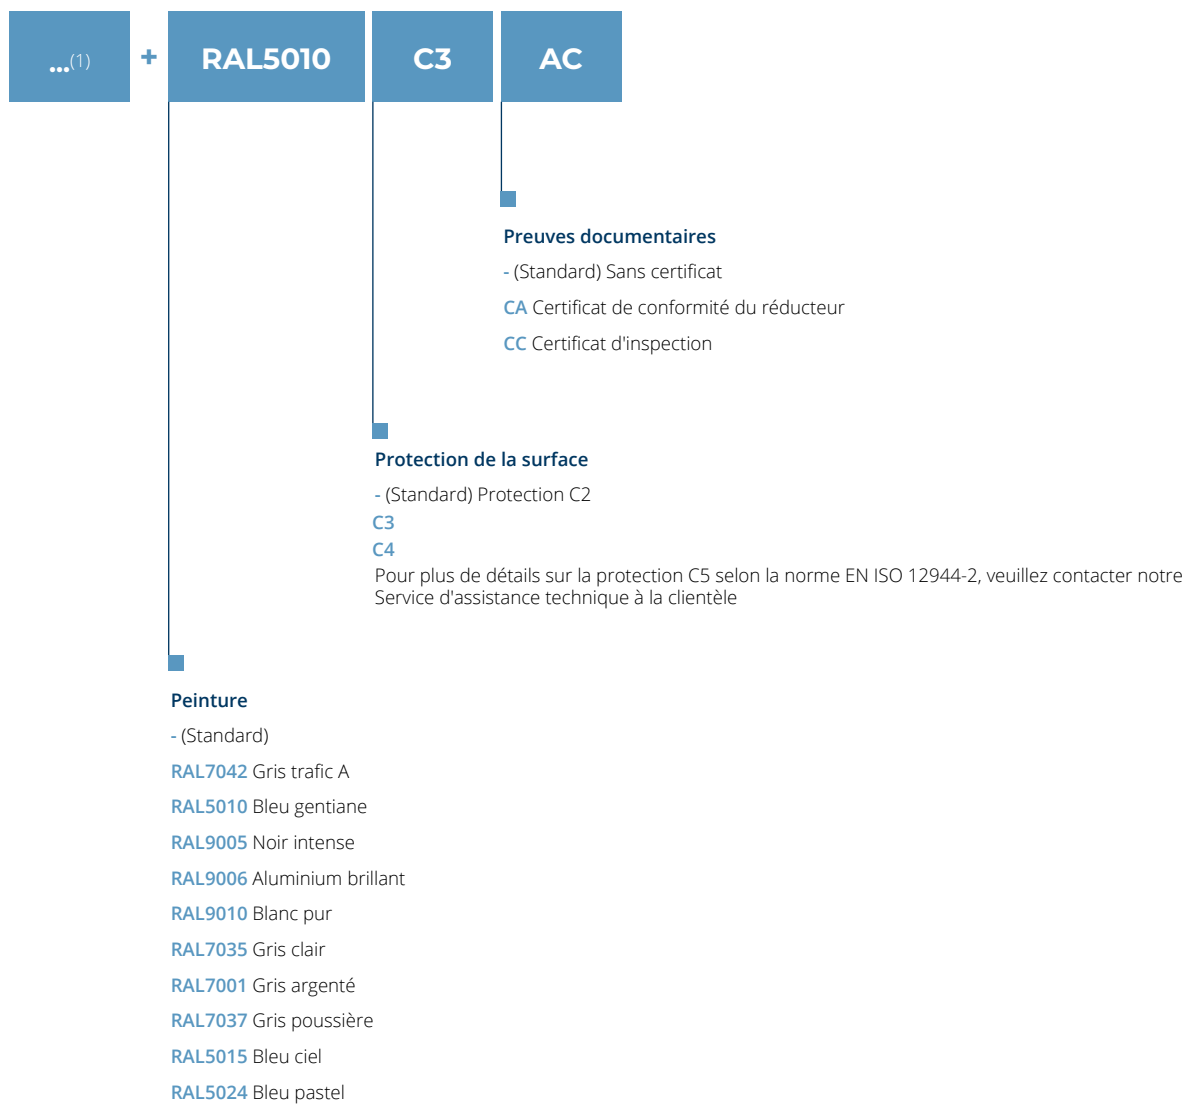 ...(1) + RAL5010 C3 AC
Preuves documentaires
- (Standard) Sans certificat
CA Certificat de conformité du réducteur
CC Certificat d'inspection
Protection de la surface
- (Standard) Protection C2
C3
C4
Pour plus de détails sur la protection C5 selon la norme EN ISO 12944-2, veuillez contacter notre
Service d'assistance technique à la clientèle
Peinture
- (Standard)
RAL7042 Gris trafic A
RAL5010 Bleu gentiane
RAL9005 Noir intense
RAL9006 Aluminium brillant
RAL9010 Blanc pur
RAL7035 Gris clair
RAL7001 Gris argenté
RAL7037 Gris poussière
RAL5015 Bleu ciel
RAL5024 Bleu pastel